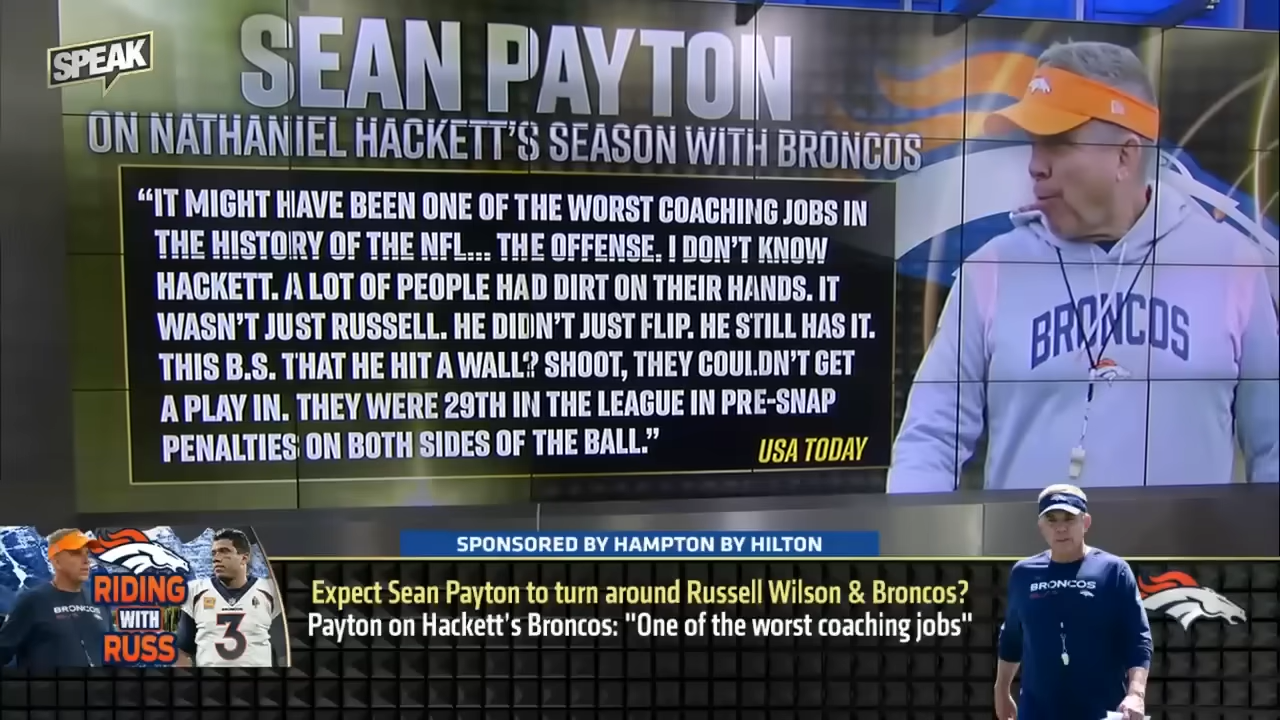 SPEAK
SEAN PAYTON
ON NATHANIEL HACKETT'S SEASON WITH BRONCOS
"IT MIGHT HAVE BEEN ONE OF THE WORST COACHING JOBS IN
THE HISTORY OF THE NFL... THE OFFENSE. I DON'T KNOW
HACKETT. A LOT OF PEOPLE HAD DIRT ON THEIR HANDS. IT
WASN'T JUST RUSSELL. HE DIDN'T JUST FLIP. HE STILL HAS IT.
THIS B.S. THAT HE HIT A WALL? SHOOT, THEY COULDN'T GET
A PLAY IN. THEY WERE 29TH IN THE LEAGUE IN PRE-SNAP
PENALTIES ON BOTH SIDES OF THE BALL."
USA TODAY
BRONCOS
SPONSORED BY HAMPTON BY HILTON
RIDING
WITH
RUSS
BRONCOS
3
Expect Sean Payton to turn around Russell Wilson & Broncos?
Payton on Hackett's Broncos: "One of the worst coaching jobs"
BRONCOS